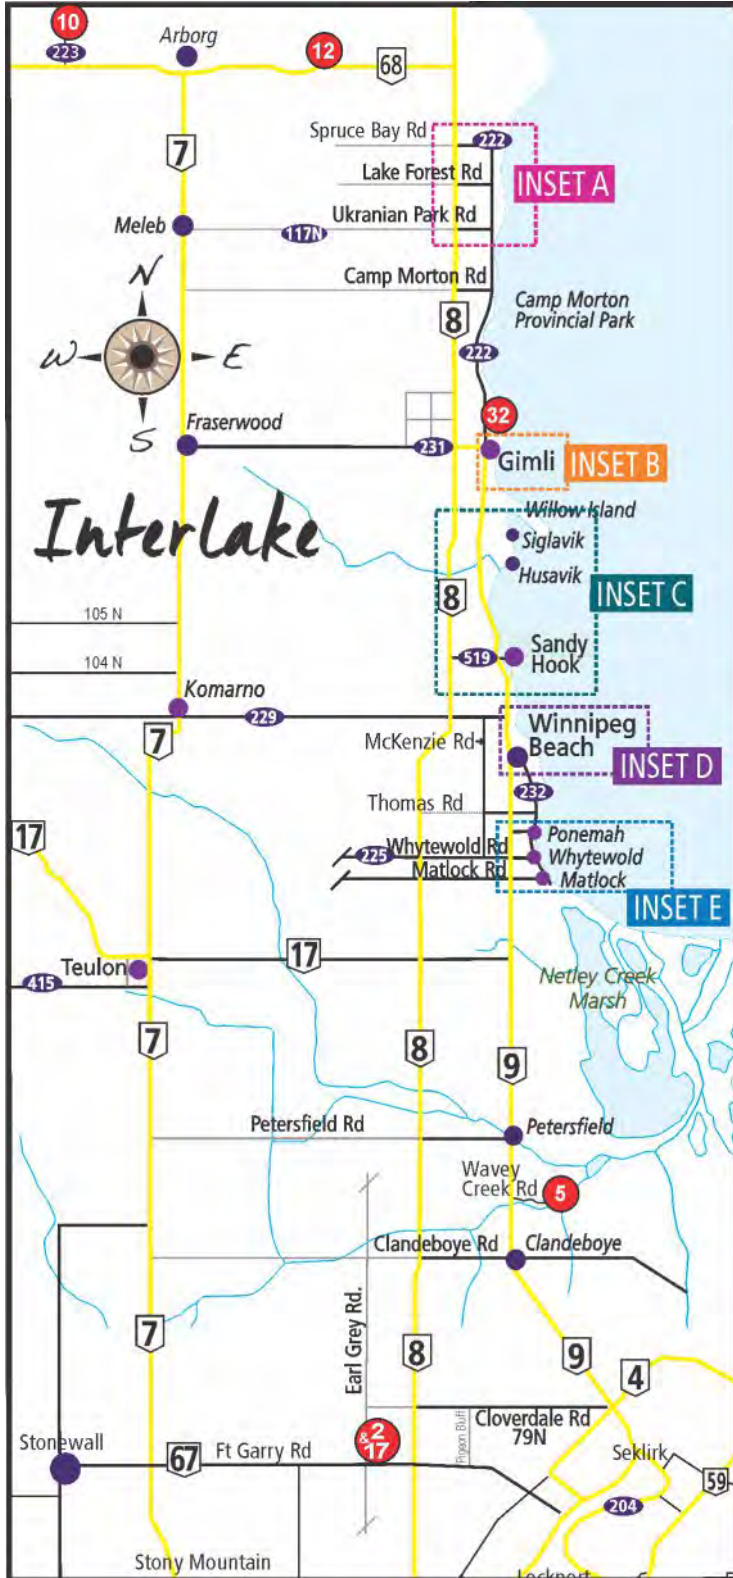 10
223
Arborg
12
68
7
Spruce Bay Rd
222
Lake Forest Rd
INSET A
Ukranian Park Rd
Meleb
117N
N
Camp Morton Rd
Camp Morton
Provincial Park
8
222
W
E
S
32
Fraserwood
231
Gimli
INSET B
Interlake
Willow Island
Siglavik
Husavik
INSET C
8
105 N
519
Sandy
Hook
104 N
Komarno
229
7
McKenzie Rd
Winnipeg
Beach
INSET D
232
Thomas Rd
17
Ponemah
225
Whytewold Rd
Whytewold
Matlock Rd
Matlock
INSET E
17
Teulon
415
Netley Creek
Marsh
7
8
9
Petersfield Rd
Petersfield
Wavey
Creek Rd
5
Clandeboye Rd
Clandeboye
7
8
9
4
Earl Grey Rd.
Cloverdale Rd
79N
Pigeon Bluff
&2
17
Stonewall
67
Ft Garry Rd
Seklirk
59
204
Stony Mountain